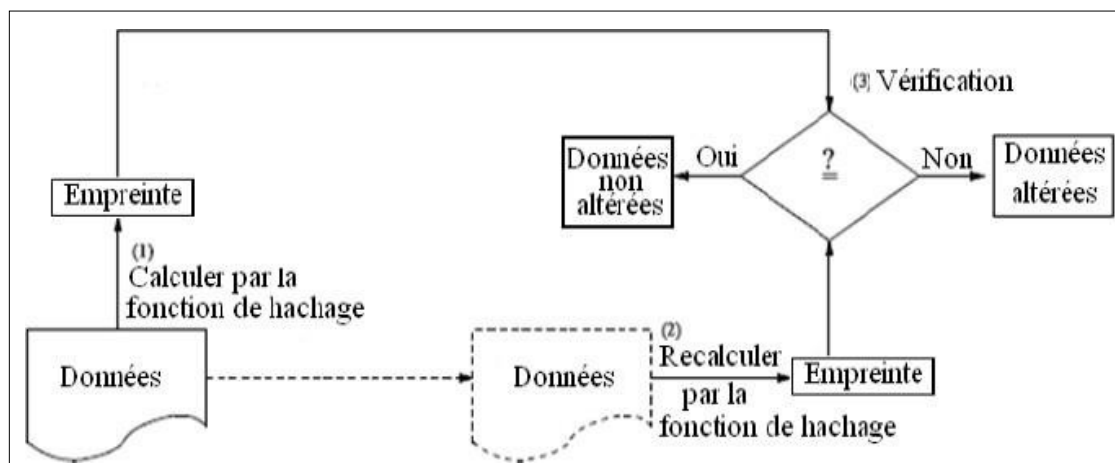 (3) Vérification
Données
non
altérées
Oui
?
Non
Données
altérées
Empreinte
(1)
Calculer par la
fonction de hachage
Données
Données
(2)
Recalculer
par la
fonction de hachage
Empreinte